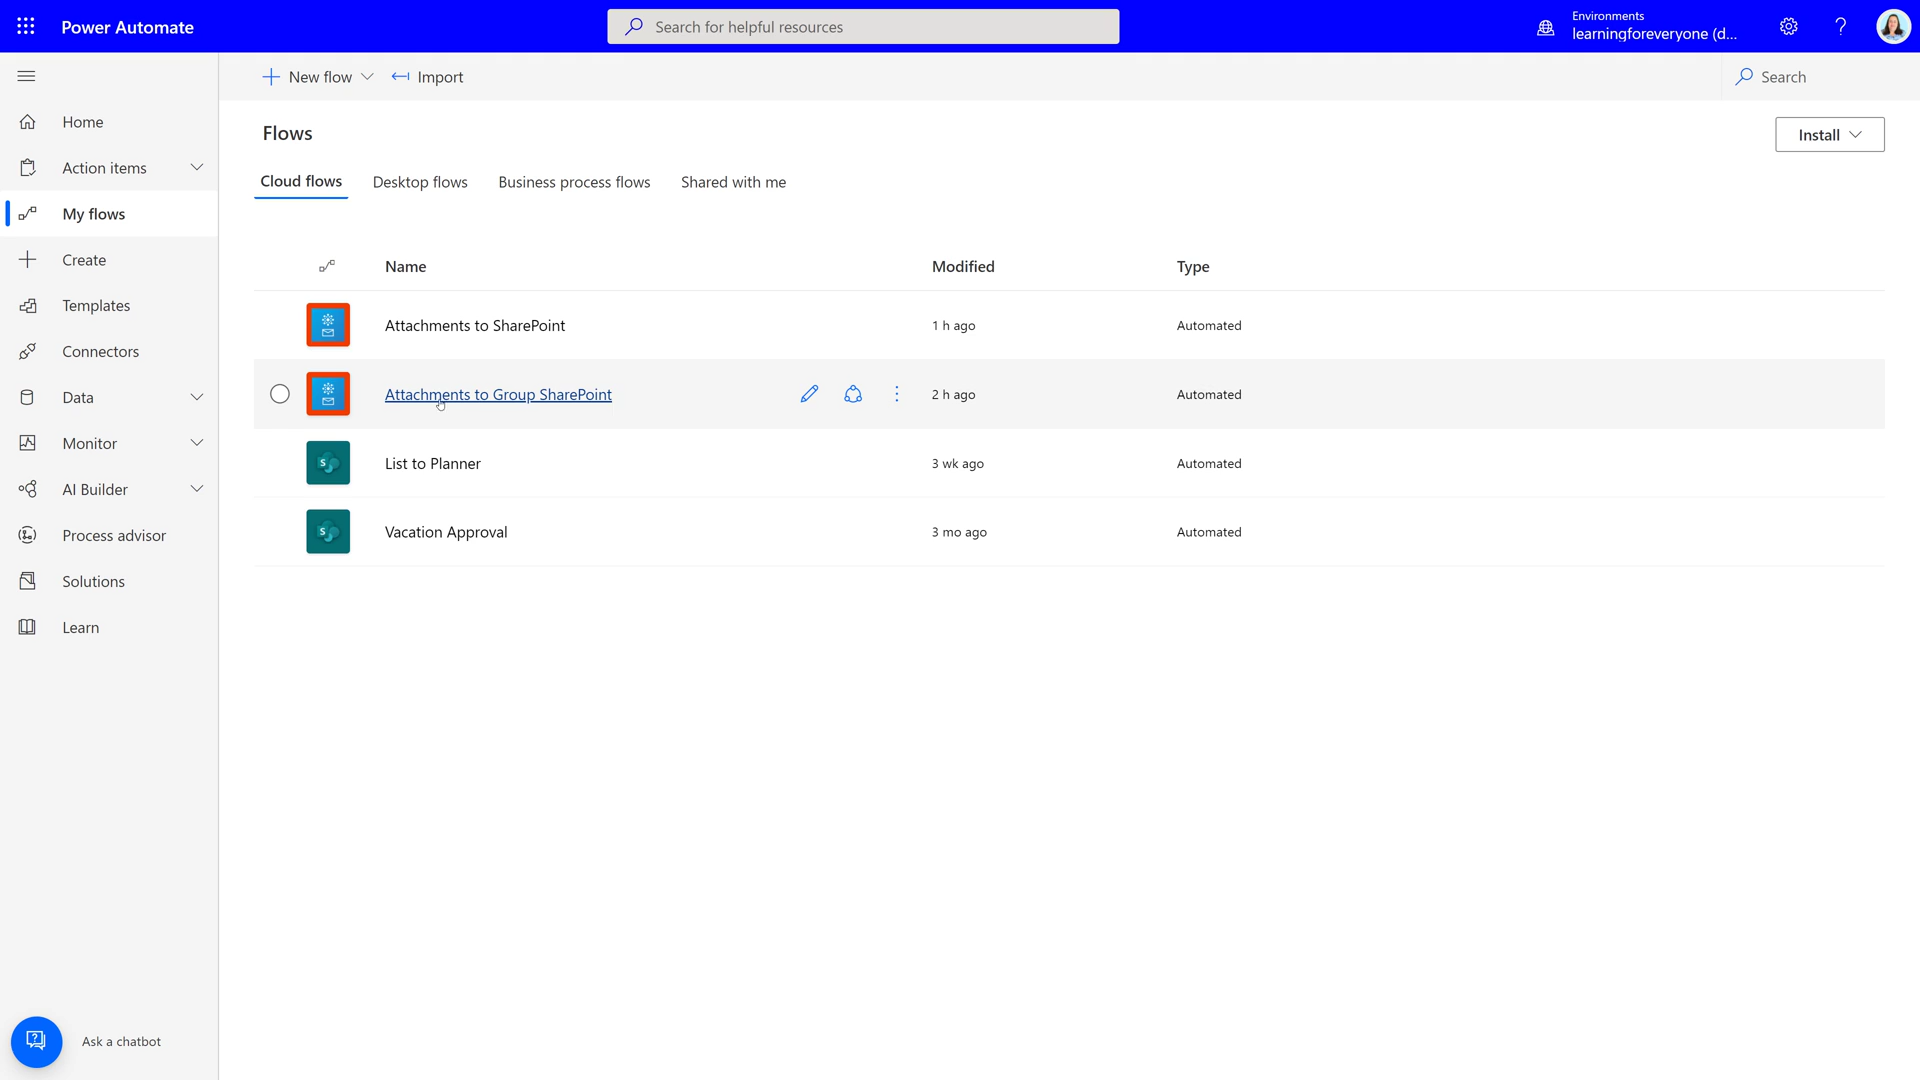 Power Automate
Search for helpful resources
Environments
learningforeveryone (d...
New flow
Import
Search
Home
Action items
My flows
Create
Templates
Connectors
Data
Monitor
AI Builder
Process advisor
Solutions
Learn
Ask a chatbot
Flows
Install
Cloud flows Desktop flows Business process flows Shared with me
Name Modified Type
Attachments to SharePoint 1 h ago Automated
Attachments to Group SharePoint 2 h ago Automated
S List to Planner 3 wk ago Automated
S Vacation Approval 3 mo ago Automated